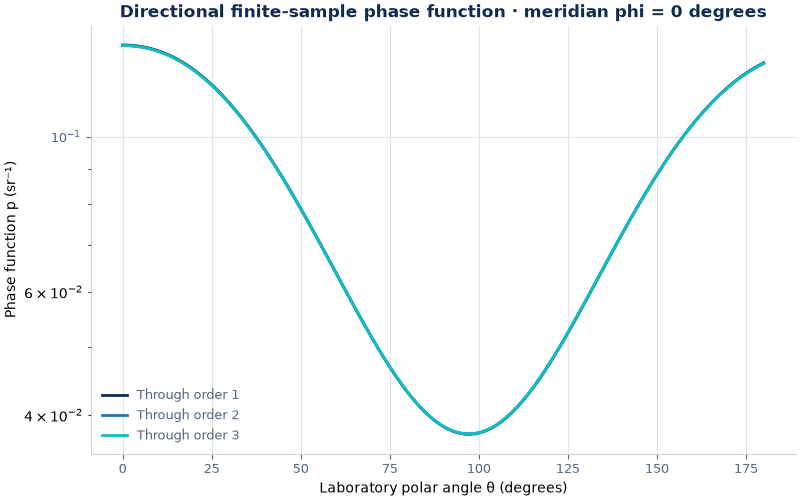 Directional finite-sample phase function · meridian phi = 0 degrees
Phase function p (sr⁻¹)
10⁻¹
6 × 10⁻²
4 × 10⁻²
Through order 1
Through order 2
Through order 3
0 25 50 75 100 125 150 175
Laboratory polar angle θ (degrees)